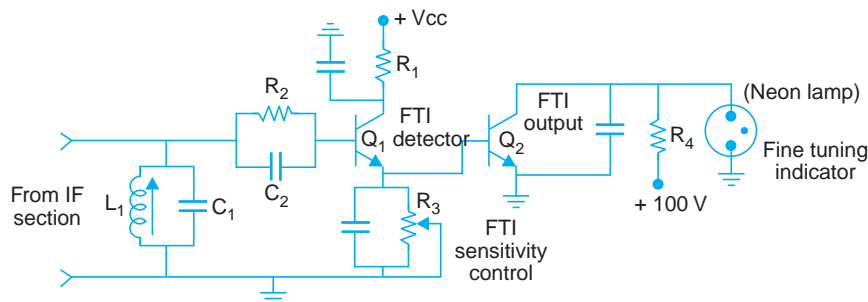 + Vcc
R1
R2
C2
Q1
FTI
detector
Q2
FTI
output
R4
+ 100 V
(Neon lamp)
Fine tuning
indicator
From IF
section
L1
C1
R3
FTI
sensitivity
control